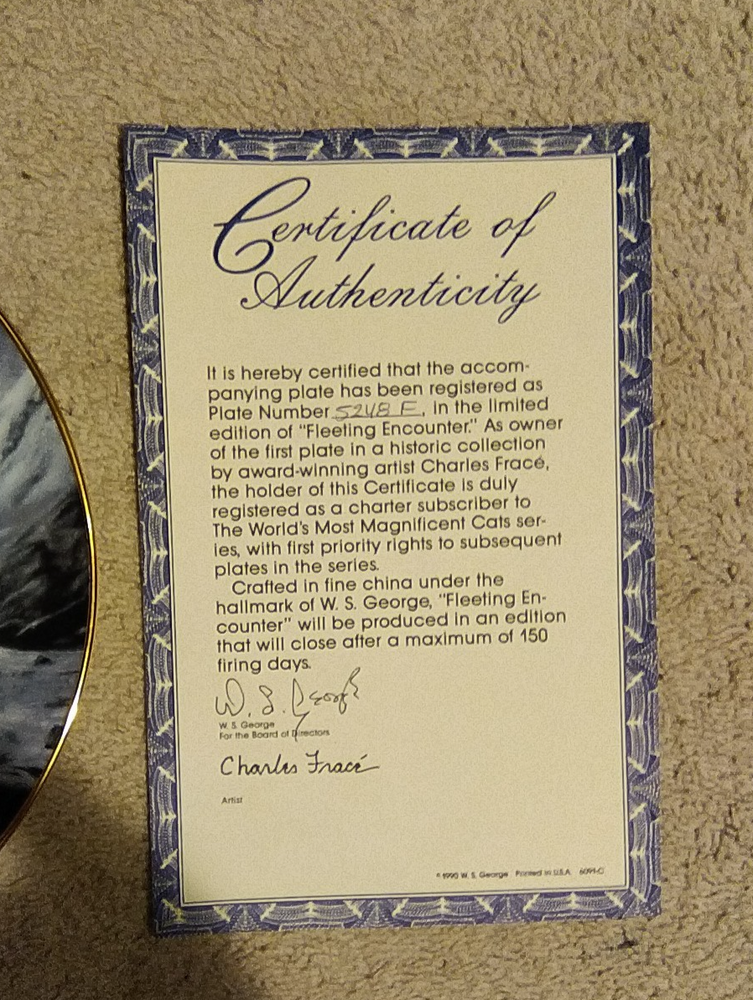 Certificate of
Authenticity
It is hereby certified that the accom-
panying plate has been registered as
Plate Number 5248 E, in the limited
edition of "Fleeting Encounter." As owner
of the first plate in a historic collection
by award-winning artist Charles Fracé,
the holder of this Certificate is duly
registered as a charter subscriber to
The World's Most Magnificent Cats ser-
ies, with first priority rights to subsequent
plates in the series.
Crafted in fine china under the
hallmark of W. S. George, "Fleeting En-
counter" will be produced in an edition
that will close after a maximum of 150
firing days.
W. S. George
W. S. George
For the Board of Directors
Charles Fracé
Artist
© 1990 W. S. George Printed in U.S.A. 6091-C